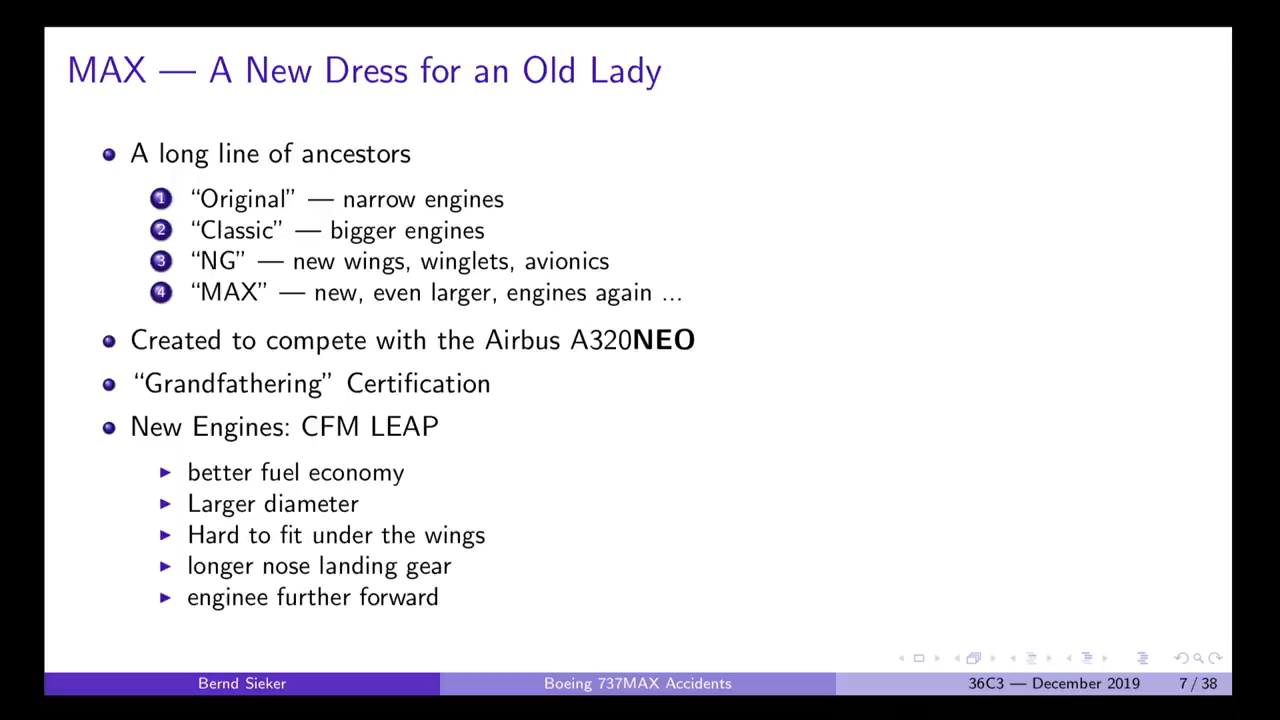 MAX — A New Dress for an Old Lady
A long line of ancestors
1 “Original” — narrow engines
2 “Classic” — bigger engines
3 “NG” — new wings, winglets, avionics
4 “MAX” — new, even larger, engines again ...
Created to compete with the Airbus A320NEO
“Grandfathering” Certification
New Engines: CFM LEAP
better fuel economy
Larger diameter
Hard to fit under the wings
longer nose landing gear
enginee further forward
Bernd Sieker Boeing 737MAX Accidents 36C3 — December 2019 7 / 38